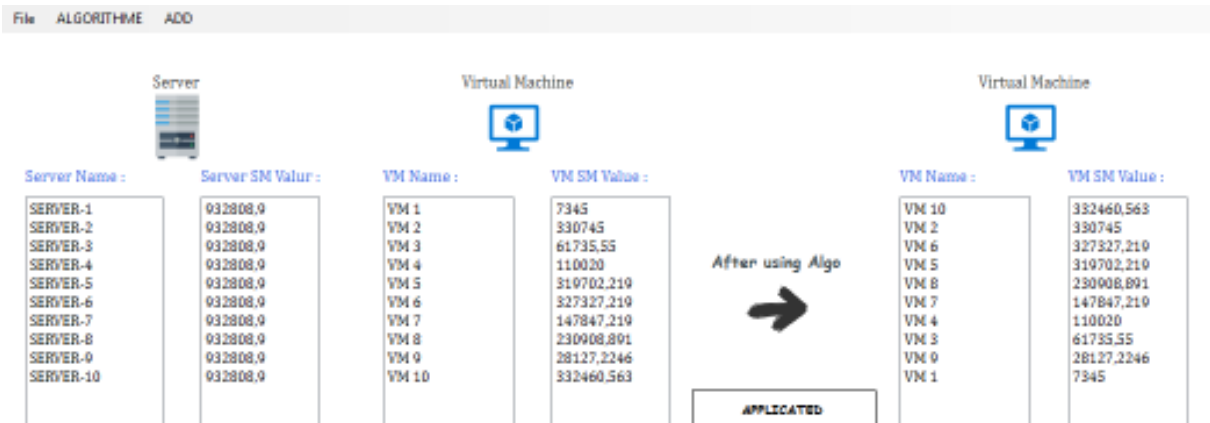 File ALGORITHME ADD
Server Virtual Machine Virtual Machine
Server Name : Server SM Valur : VM Name : VM SM Value : VM Name : VM SM Value :
SERVER-1 932808,9 VM 1 7345 VM 10 332460,563
SERVER-2 932808,9 VM 2 330745 VM 2 330745
SERVER-3 932808,9 VM 3 61735,55 VM 6 327327,219
SERVER-4 932808,9 VM 4 110020 After using Algo VM 5 319702,219
SERVER-5 932808,9 VM 5 319702,219 VM 8 230908,891
SERVER-6 932808,9 VM 6 327327,219 VM 7 147847,219
SERVER-7 932808,9 VM 7 147847,219 VM 4 110020
SERVER-8 932808,9 VM 8 230908,891 VM 3 61735,55
SERVER-9 932808,9 VM 9 28127,2246 VM 9 28127,2246
SERVER-10 932808,9 VM 10 332460,563 VM 1 7345
APPLICATED